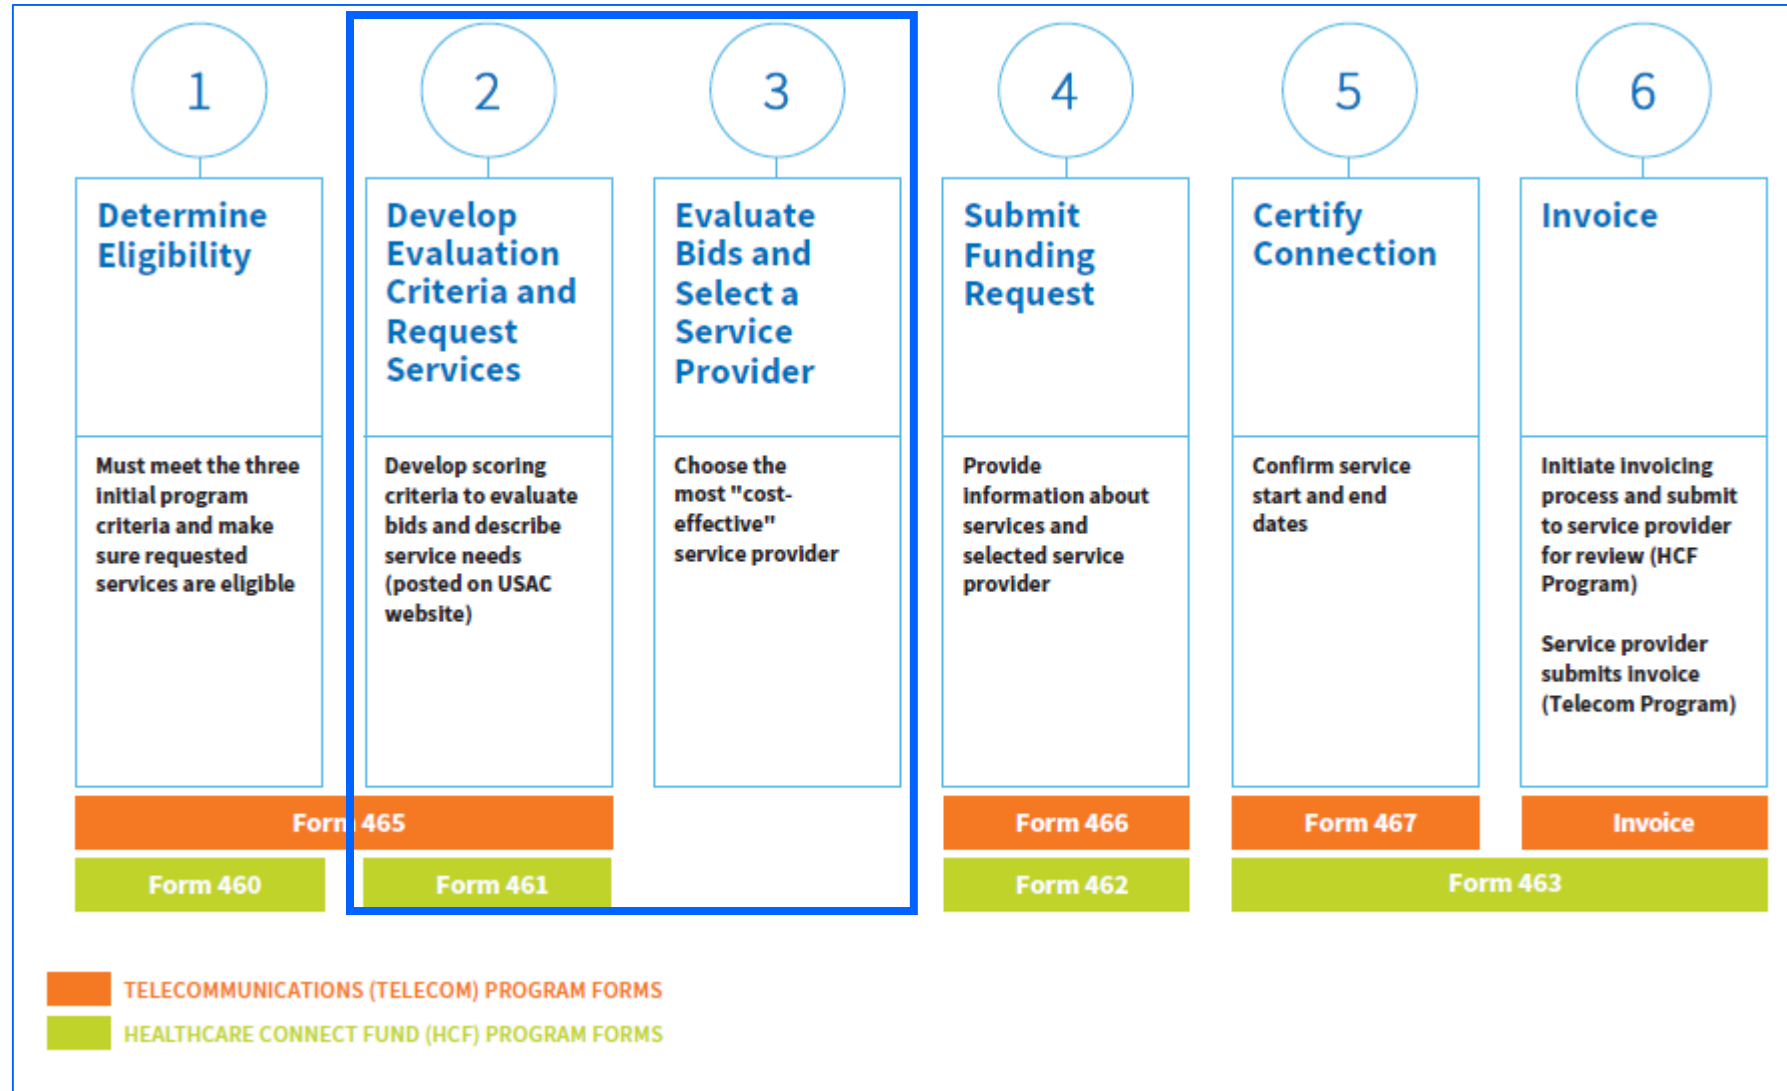 1
2
3
4
5
6
Determine
Eligibility
Develop
Evaluation
Criteria and
Request
Services
Evaluate
Bids and
Select a
Service
Provider
Submit
Funding
Request
Certify
Connection
Invoice
Must meet the three
initial program
criteria and make
sure requested
services are eligible
Develop scoring
criteria to evaluate
bids and describe
service needs
(posted on USAC
website)
Choose the
most "cost-
effective"
service provider
Provide
information about
services and
selected service
provider
Confirm service
start and end
dates
Initiate invoicing
process and submit
to service provider
for review (HCF
Program)
Service provider
submits invoice
(Telecom Program)
Form 465
Form 466
Form 467
Invoice
Form 460
Form 461
Form 462
Form 463
TELECOMMUNICATIONS (TELECOM) PROGRAM FORMS
HEALTHCARE CONNECT FUND (HCF) PROGRAM FORMS